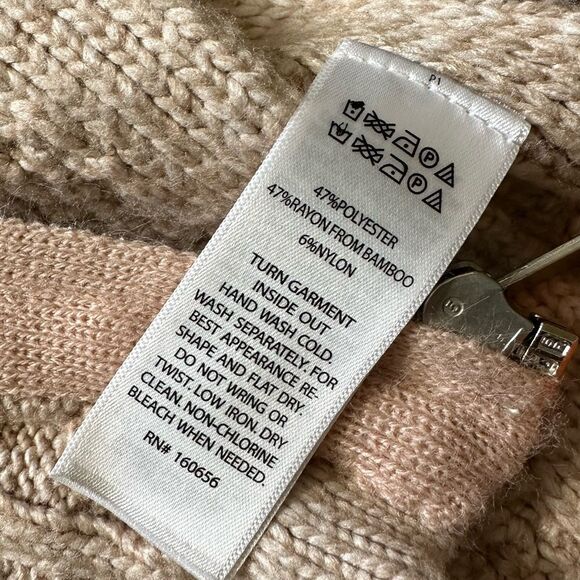 P1
47%POLYESTER
47%RAYON FROM BAMBOO
6%NYLON
TURN GARMENT
INSIDE OUT
HAND WASH COLD.
WASH SEPARATELY. FOR
BEST APPEARANCE RE-
SHAPE AND FLAT DRY
DO NOT WRING OR
TWIST. LOW IRON. DRY
CLEAN. NON-CHLORINE
BLEACH WHEN NEEDED.
RN# 160656